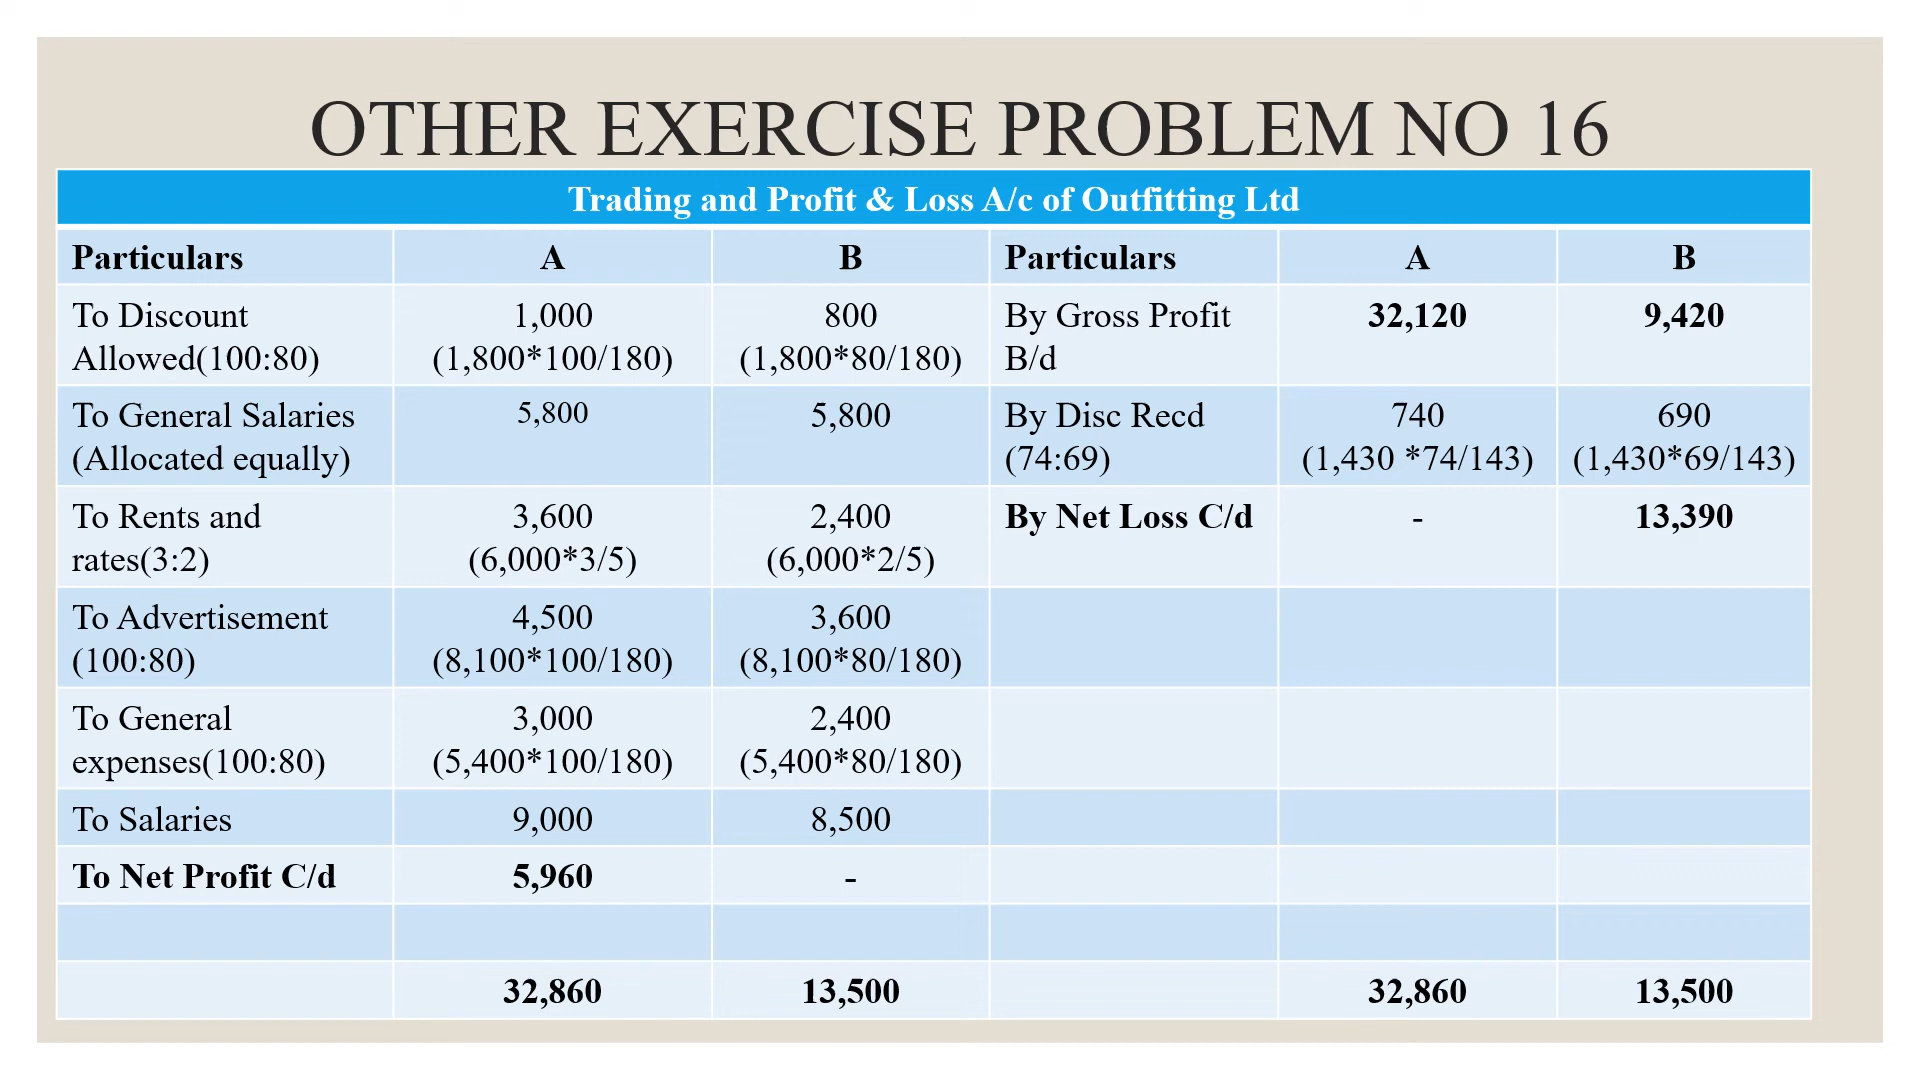 OTHER EXERCISE PROBLEM NO 16
Trading and Profit & Loss A/c of Outfitting Ltd
Particulars A B Particulars A B
To Discount 1,000 800 By Gross Profit 32,120 9,420
Allowed(100:80) (1,800*100/180) (1,800*80/180) B/d
To General Salaries 5,800 5,800 By Disc Recd 740 690
(Allocated equally) (74:69) (1,430 *74/143) (1,430*69/143)
To Rents and 3,600 2,400 By Net Loss C/d - 13,390
rates(3:2) (6,000*3/5) (6,000*2/5)
To Advertisement 4,500 3,600
(100:80) (8,100*100/180) (8,100*80/180)
To General 3,000 2,400
expenses(100:80) (5,400*100/180) (5,400*80/180)
To Salaries 9,000 8,500
To Net Profit C/d 5,960 -
32,860 13,500 32,860 13,500